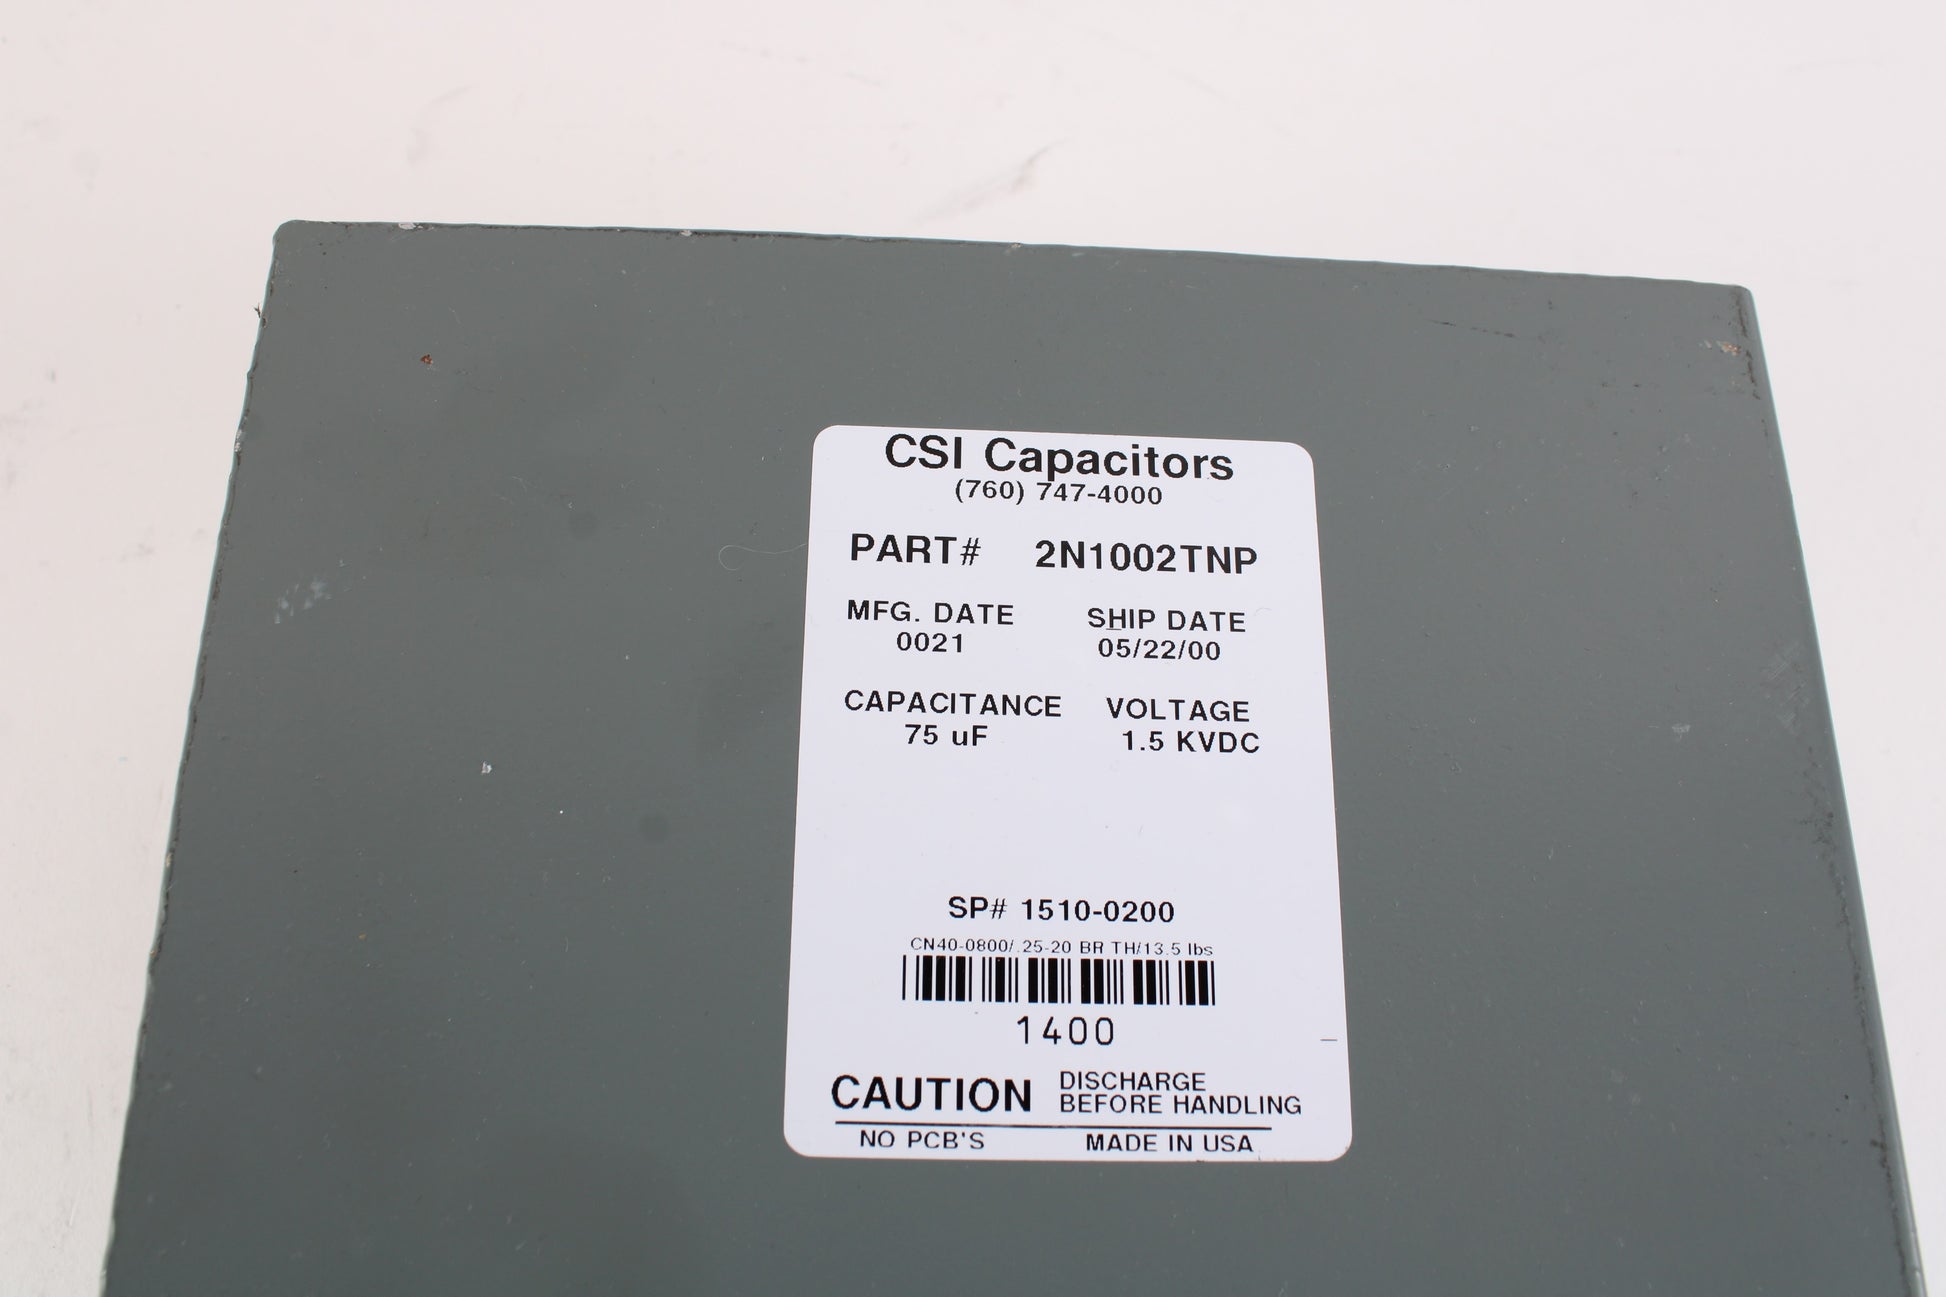 CSI Capacitors
(760) 747-4000
PART# 2N1002TNP
MFG. DATE SHIP DATE
0021 05/22/00
CAPACITANCE VOLTAGE
75 uF 1.5 KVDC
SP# 1510-0200
CN40-0800/.25-20 BR TH/13.5 lbs
1400
CAUTION DISCHARGE
BEFORE HANDLING
NO PCB'S MADE IN USA